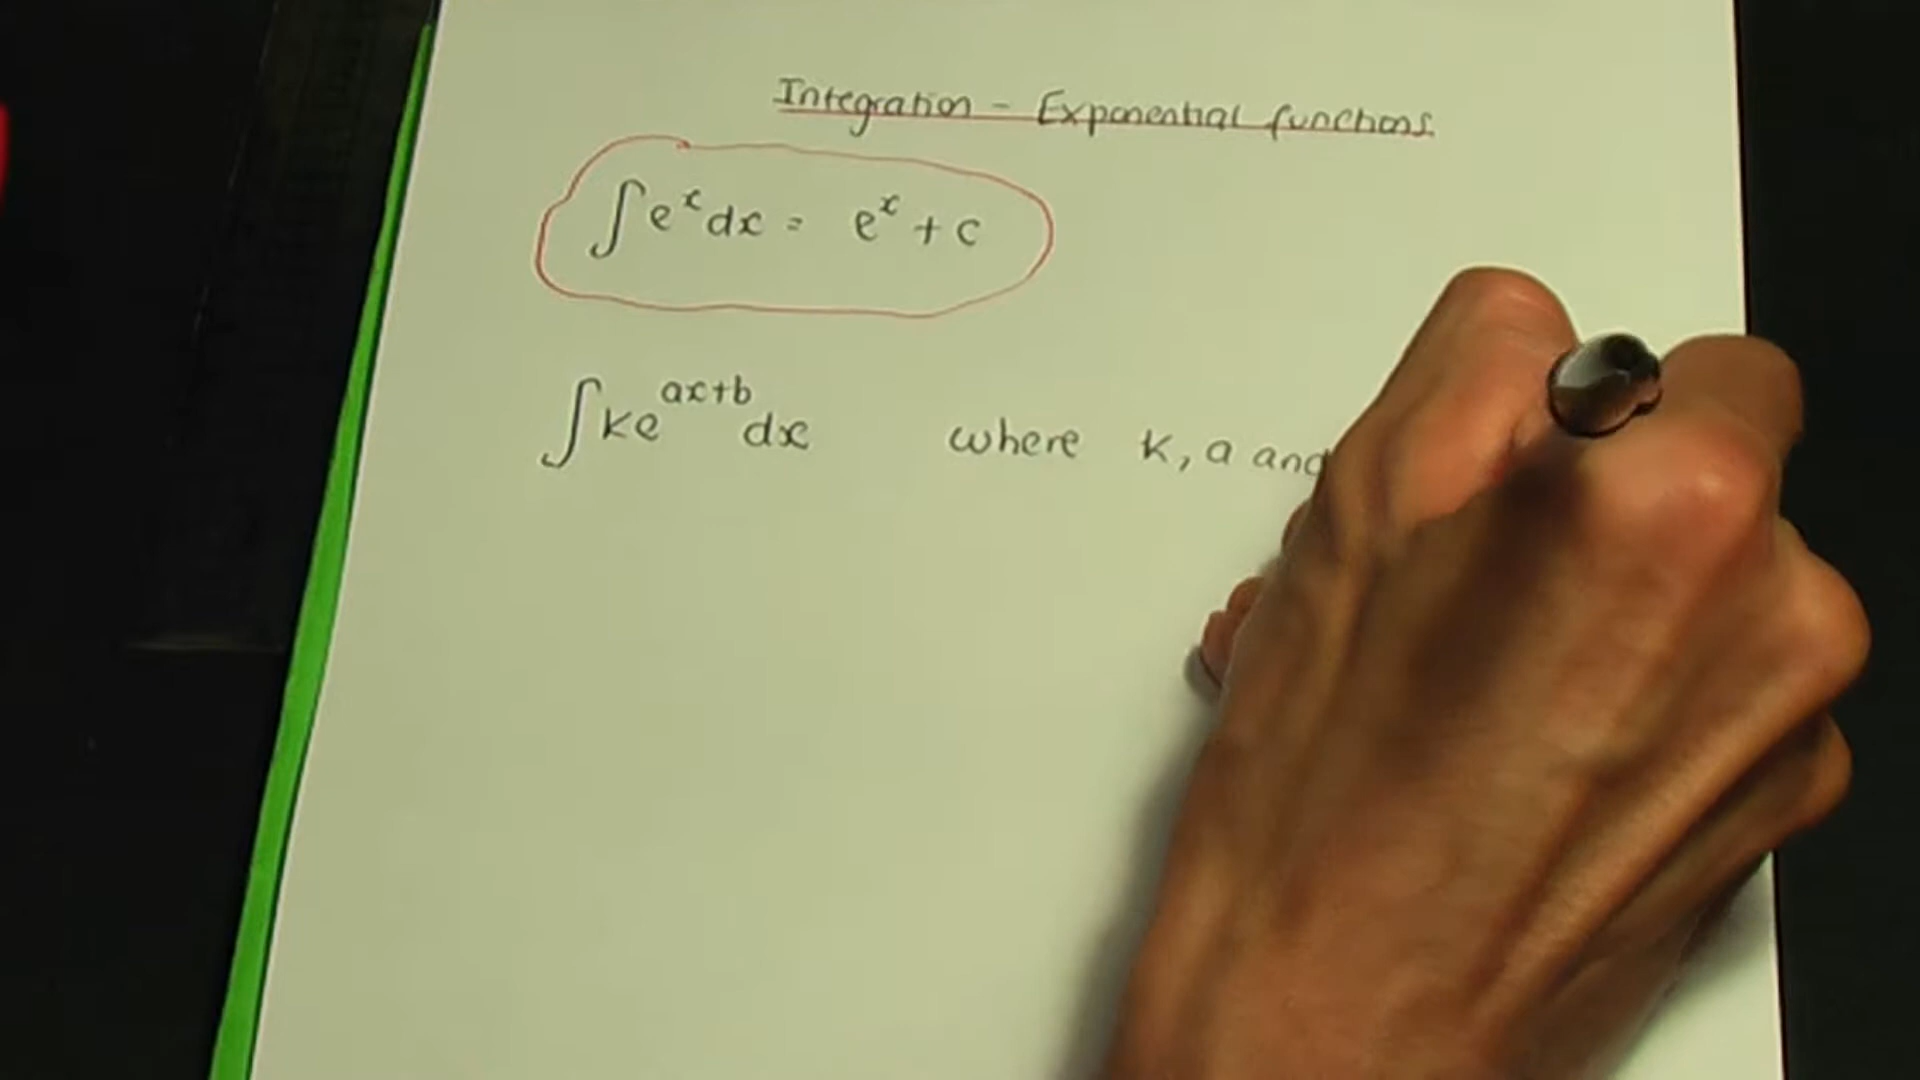 Integration - Exponential functions
∫e^x dx = e^x + c
∫ke^(ax+b) dx where k, a and